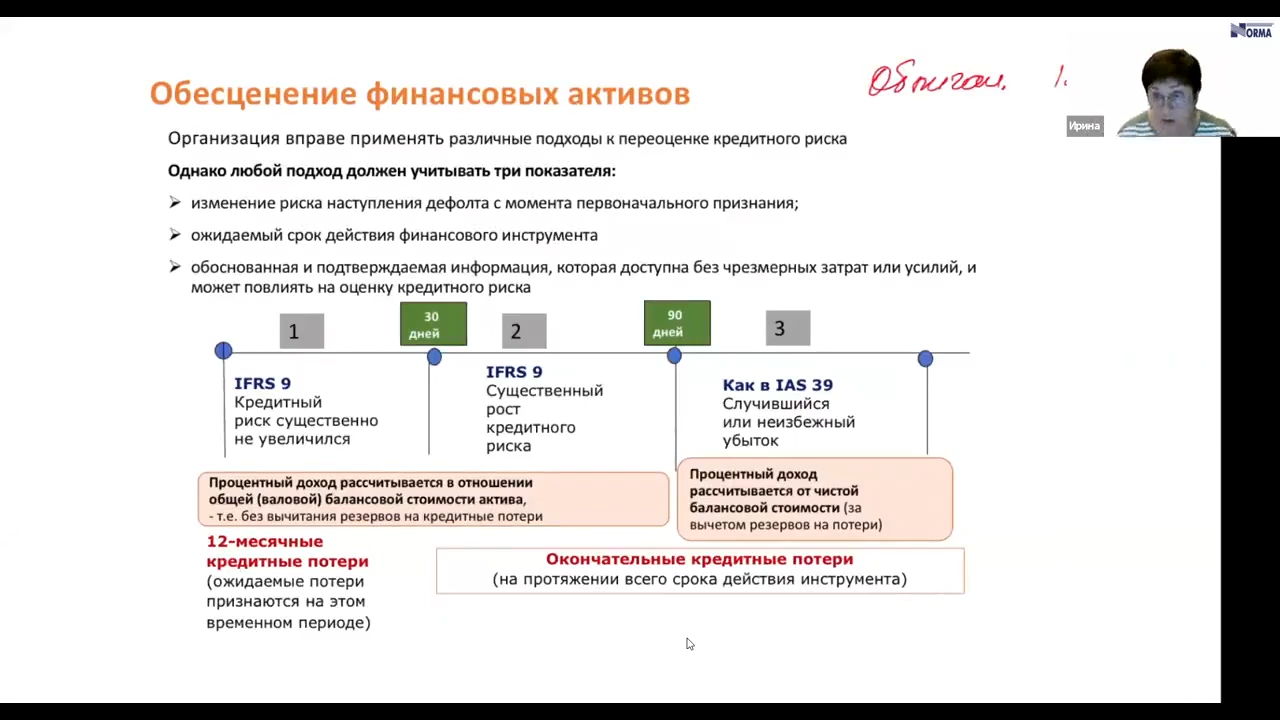 NORMA
Облигац. 1.
Ирина
Обесценение финансовых активов
Организация вправе применять различные подходы к переоценке кредитного риска
Однако любой подход должен учитывать три показателя:
изменение риска наступления дефолта с момента первоначального признания;
ожидаемый срок действия финансового инструмента
обоснованная и подтверждаемая информация, которая доступна без чрезмерных затрат или усилий, и
может повлиять на оценку кредитного риска
1
30
дней
2
90
дней
3
IFRS 9
Кредитный
риск существенно
не увеличился
IFRS 9
Существенный
рост
кредитного
риска
Как в IAS 39
Случившийся
или неизбежный
убыток
Процентный доход рассчитывается в отношении
общей (валовой) балансовой стоимости актива,
- т.е. без вычитания резервов на кредитные потери
Процентный доход
рассчитывается от чистой
балансовой стоимости (за
вычетом резервов на потери)
12-месячные
кредитные потери
(ожидаемые потери
признаются на этом
временном периоде)
Окончательные кредитные потери
(на протяжении всего срока действия инструмента)